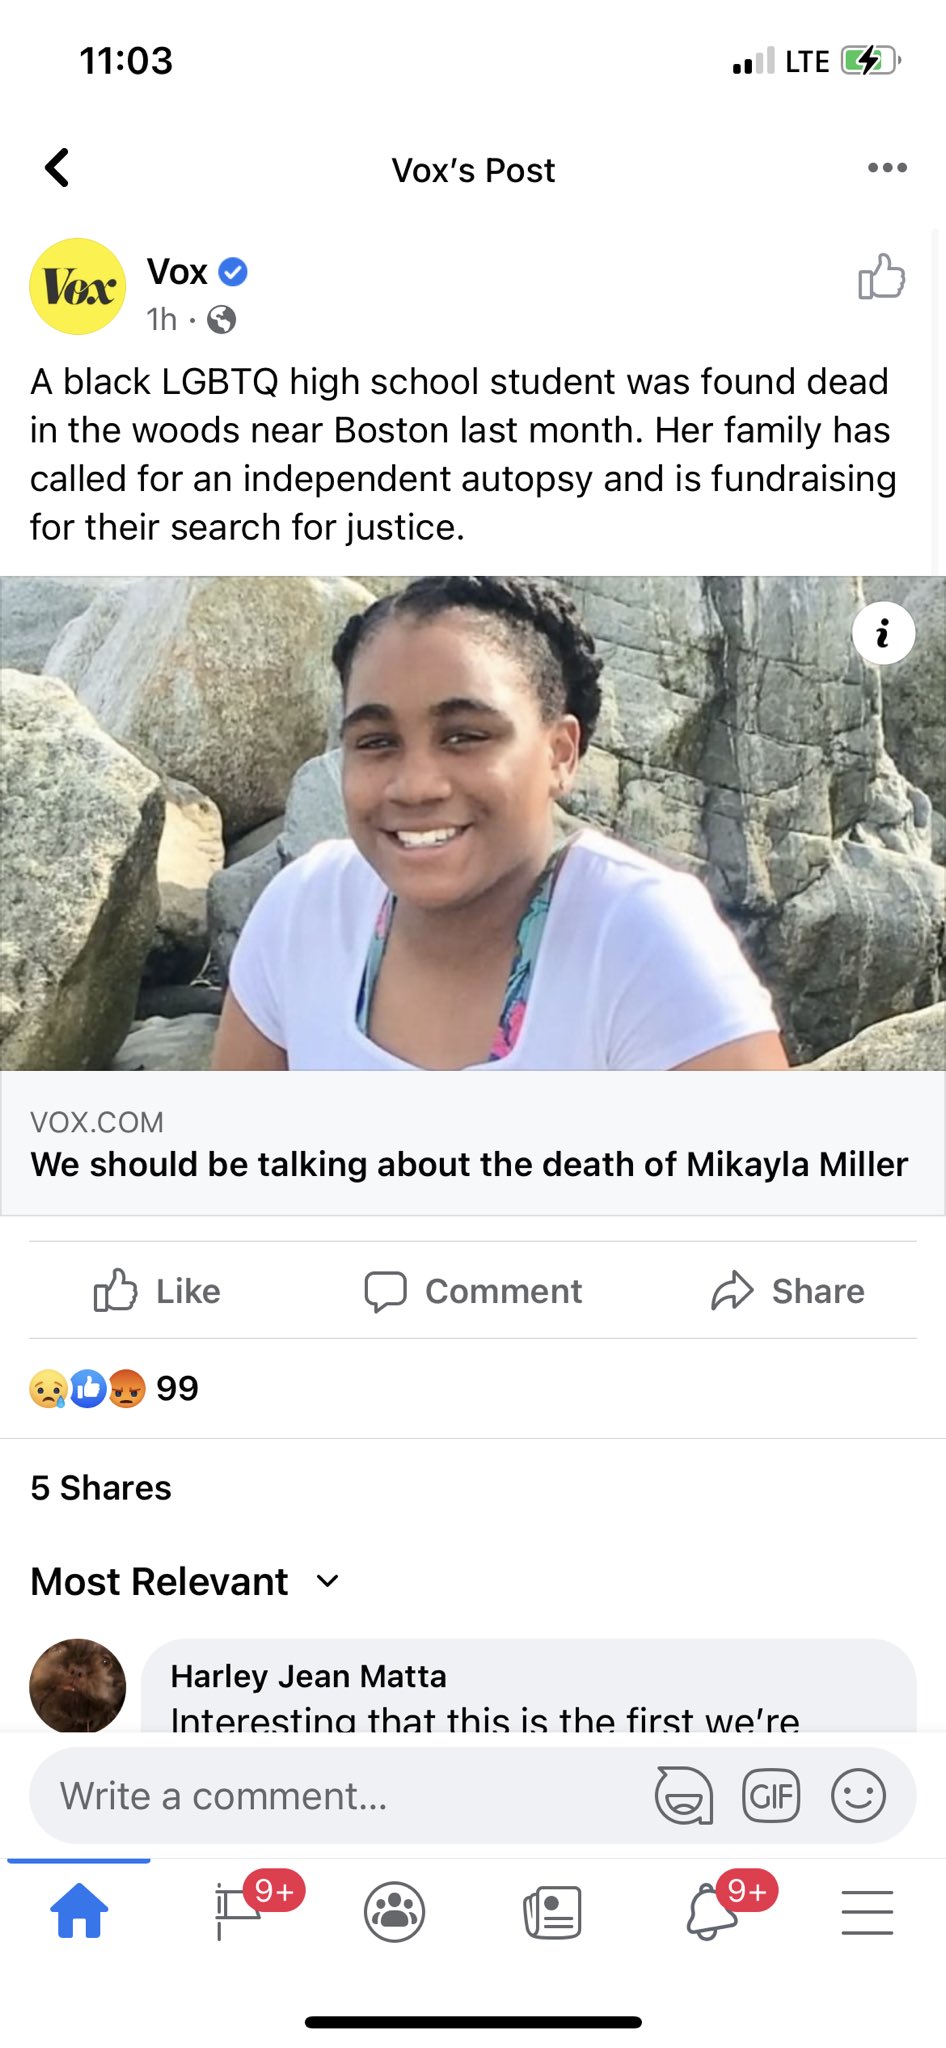 11:03
LTE
Vox's Post
Vox
Vox
1h ·
A black LGBTQ high school student was found dead
in the woods near Boston last month. Her family has
called for an independent autopsy and is fundraising
for their search for justice.
i
VOX.COM
We should be talking about the death of Mikayla Miller
Like
Comment
Share
99
5 Shares
Most Relevant
Harley Jean Matta
Interesting that this is the first we're
Write a comment...
GIF
9+
9+